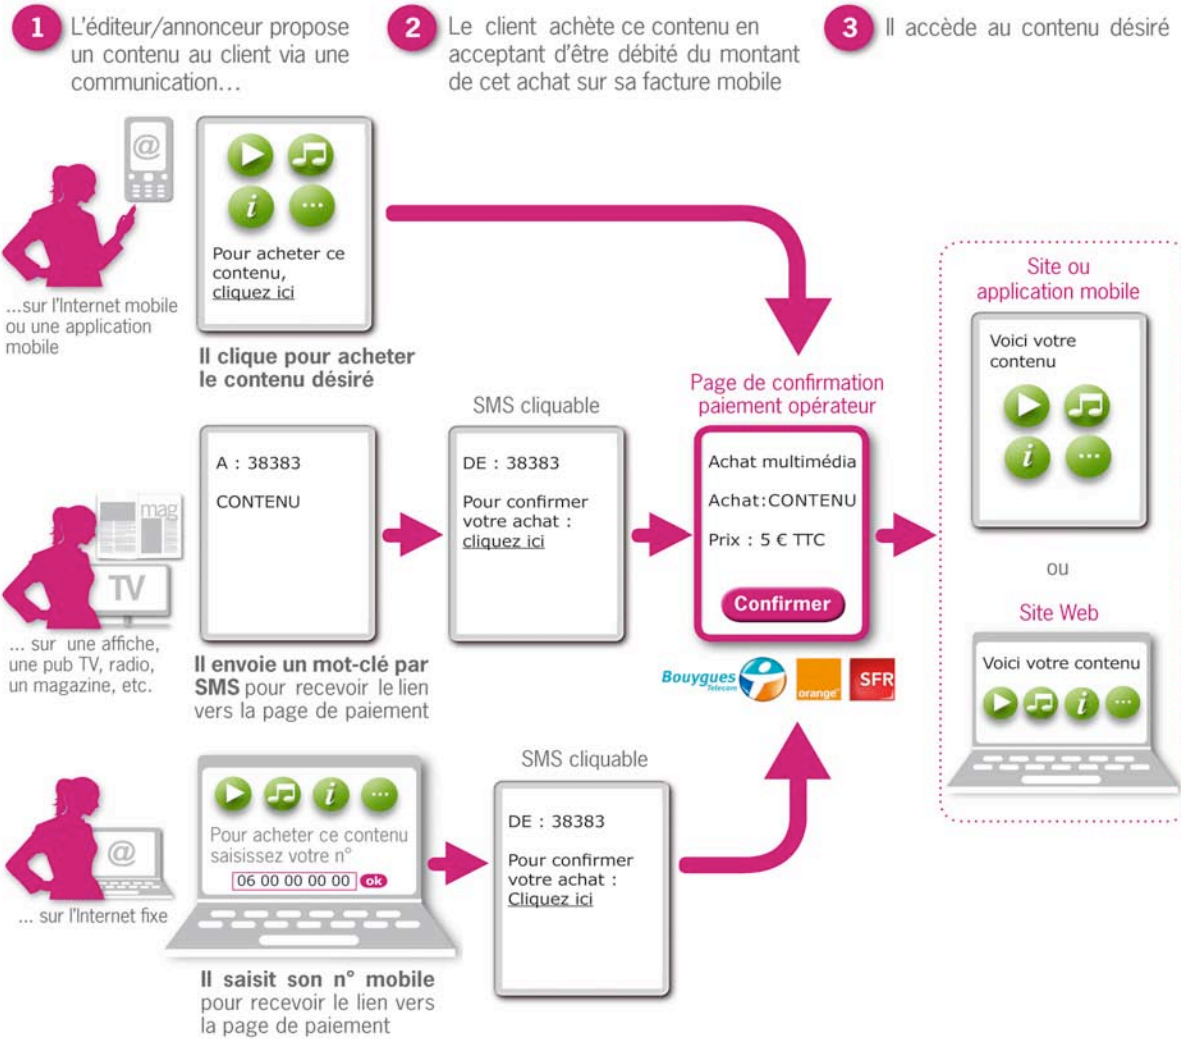 1
L'éditeur/annonceur propose
un contenu au client via une
communication…
2
Le client achète ce contenu en
acceptant d'être débité du montant
de cet achat sur sa facture mobile
3
Il accède au contenu désiré
@
i
...
Pour acheter ce
contenu,
cliquez ici
...sur l'Internet mobile
ou une application
mobile
Il clique pour acheter
le contenu désiré
mag
TV
... sur une affiche,
une pub TV, radio,
un magazine, etc.
A : 38383
CONTENU
Il envoie un mot-clé par
SMS pour recevoir le lien
vers la page de paiement
SMS cliquable
DE : 38383
Pour confirmer
votre achat :
cliquez ici
Page de confirmation
paiement opérateur
Achat multimédia
Achat:CONTENU
Prix : 5 € TTC
Confirmer
Bouygues
Telecom
orange
SFR
@
... sur l'Internet fixe
i
...
Pour acheter ce contenu
saisissez votre n°
06 00 00 00 00 ok
Il saisit son n° mobile
pour recevoir le lien vers
la page de paiement
SMS cliquable
DE : 38383
Pour confirmer
votre achat :
Cliquez ici
Site ou
application mobile
Voici votre
contenu
i
...
ou
Site Web
Voici votre contenu
i
...